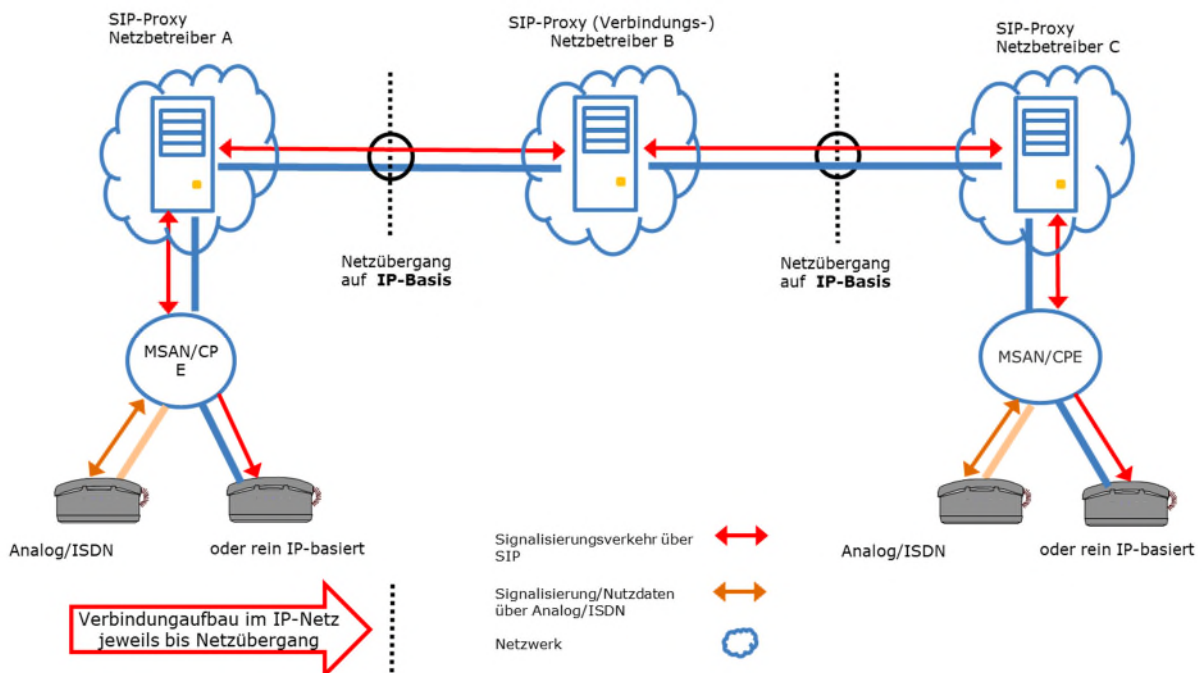 SIP-Proxy
Netzbetreiber A
SIP-Proxy (Verbindungs-)
Netzbetreiber B
SIP-Proxy
Netzbetreiber C
Netzübergang
auf IP-Basis
Netzübergang
auf IP-Basis
MSAN/CP
E
MSAN/CPE
Analog/ISDN
oder rein IP-basiert
Analog/ISDN
oder rein IP-basiert
Signalisierungsverkehr über
SIP
Signalisierung/Nutzdaten
über Analog/ISDN
Netzwerk
Verbindungaufbau im IP-Netz
jeweils bis Netzübergang